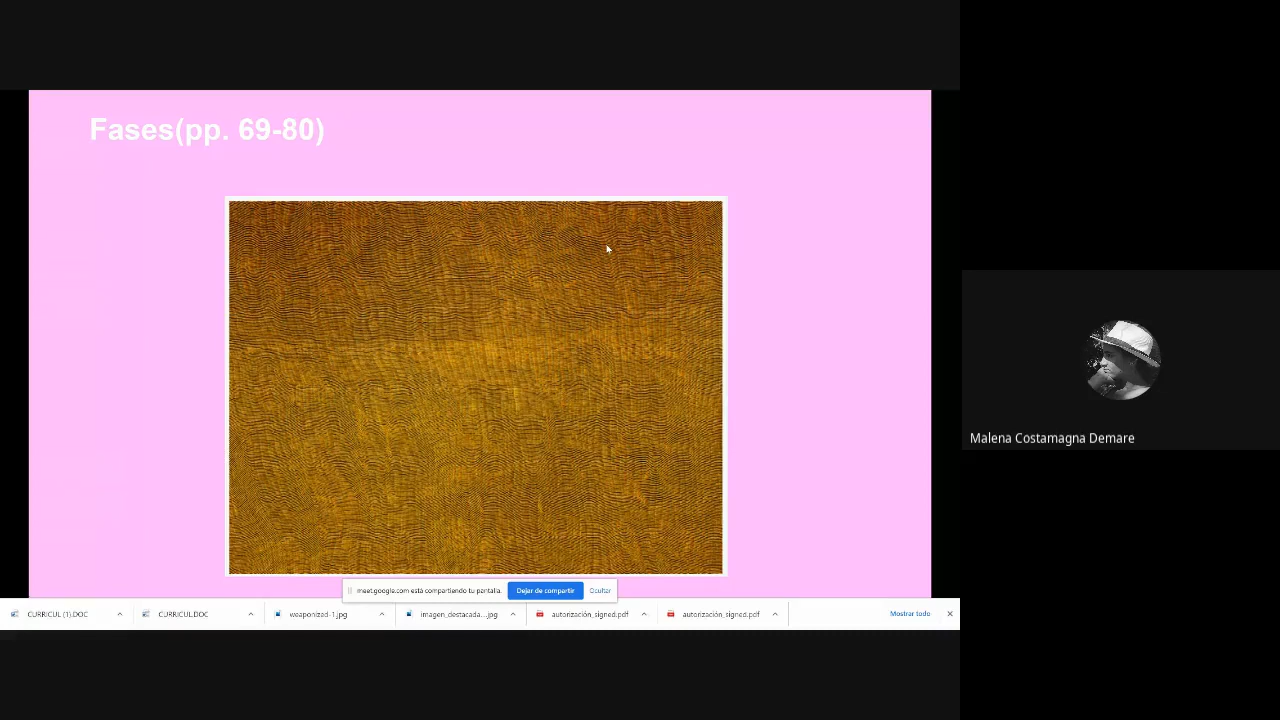 Fases(pp. 69-80)
Malena Costamagna Demare
meet.google.com está compartiendo tu pantalla.
Dejar de compartir
Ocultar
CURRICUL (1).DOC
CURRICUL.DOC
weaponized-1.jpg
imagen_destacada....jpg
autorización_signed.pdf
autorización_signed.pdf
Mostrar todo